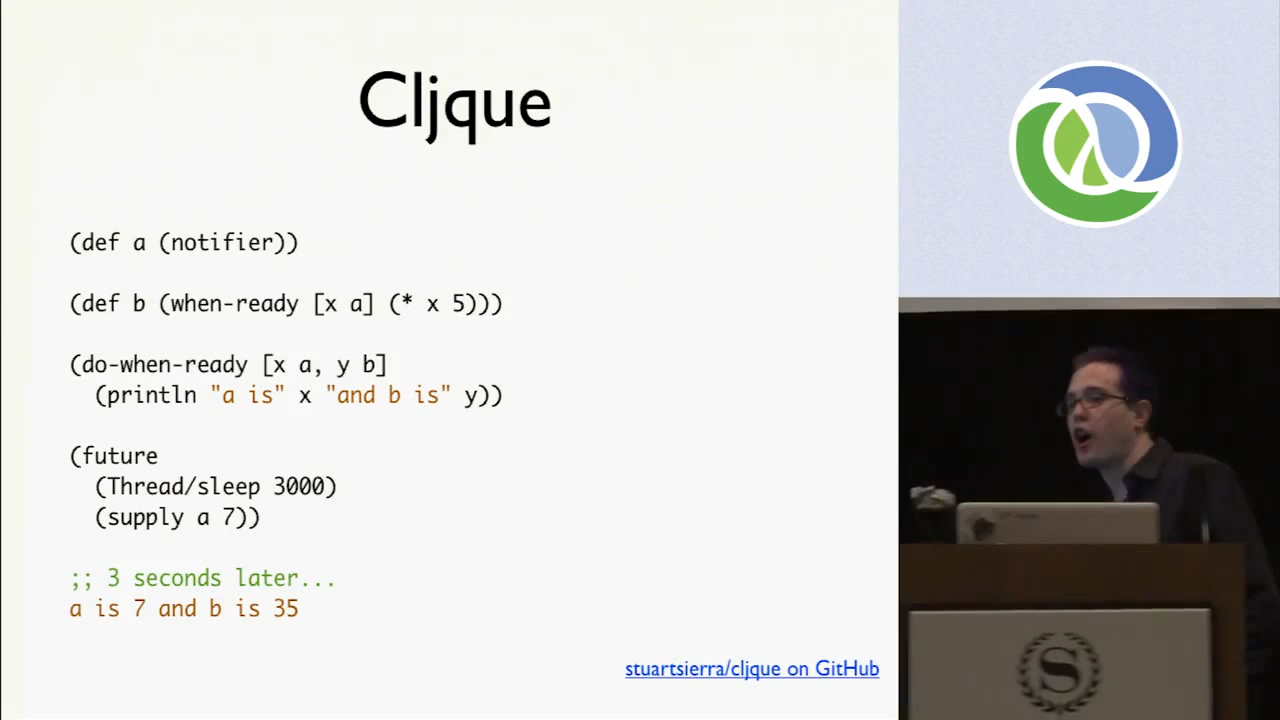 Cljque
(def a (notifier))
(def b (when-ready [x a] (* x 5)))
(do-when-ready [x a, y b]
(println "a is" x "and b is" y))
(future
(Thread/sleep 3000)
(supply a 7))
;; 3 seconds later...
a is 7 and b is 35
stuartsierra/cljque on GitHub
S